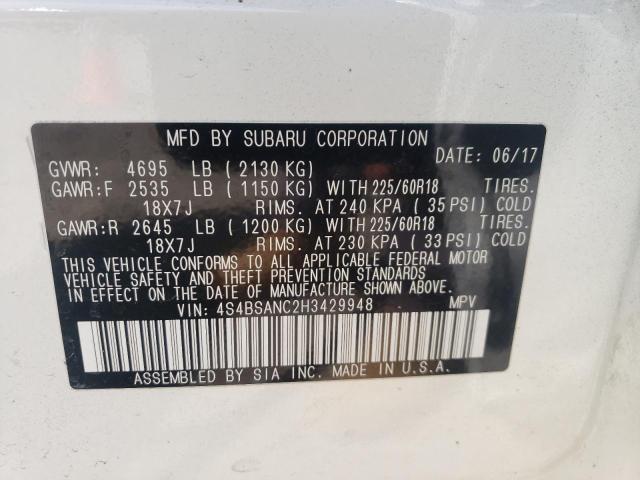 MFD BY SUBARU CORPORATION
DATE: 06/17
GVWR: 4695 LB (2130 KG)
GAWR:F 2535 LB (1150 KG) WITH 225/60R18 TIRES.
18X7J RIMS. AT 240 KPA (35 PSI) COLD
GAWR:R 2645 LB (1200 KG) WITH 225/60R18 TIRES.
18X7J RIMS. AT 230 KPA (33 PSI) COLD
THIS VEHICLE CONFORMS TO ALL APPLICABLE FEDERAL MOTOR
VEHICLE SAFETY AND THEFT PREVENTION STANDARDS
IN EFFECT ON THE DATE OF MANUFACTURE SHOWN ABOVE.
VIN: 4S4BSANC2H3429948 MPV
ASSEMBLED BY SIA INC. MADE IN U.S.A.